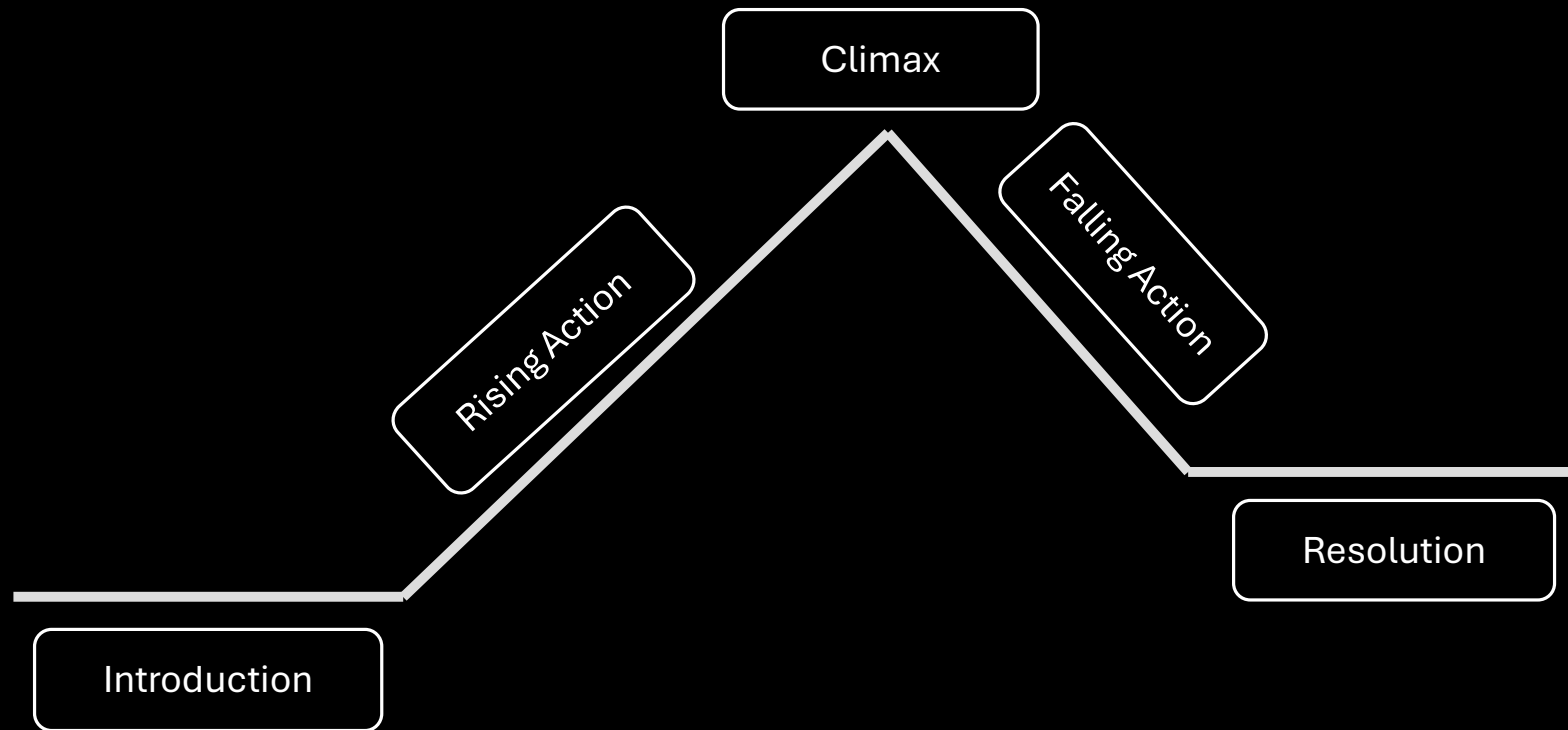 Climax
Falling Action
Rising Action
Resolution
Introduction